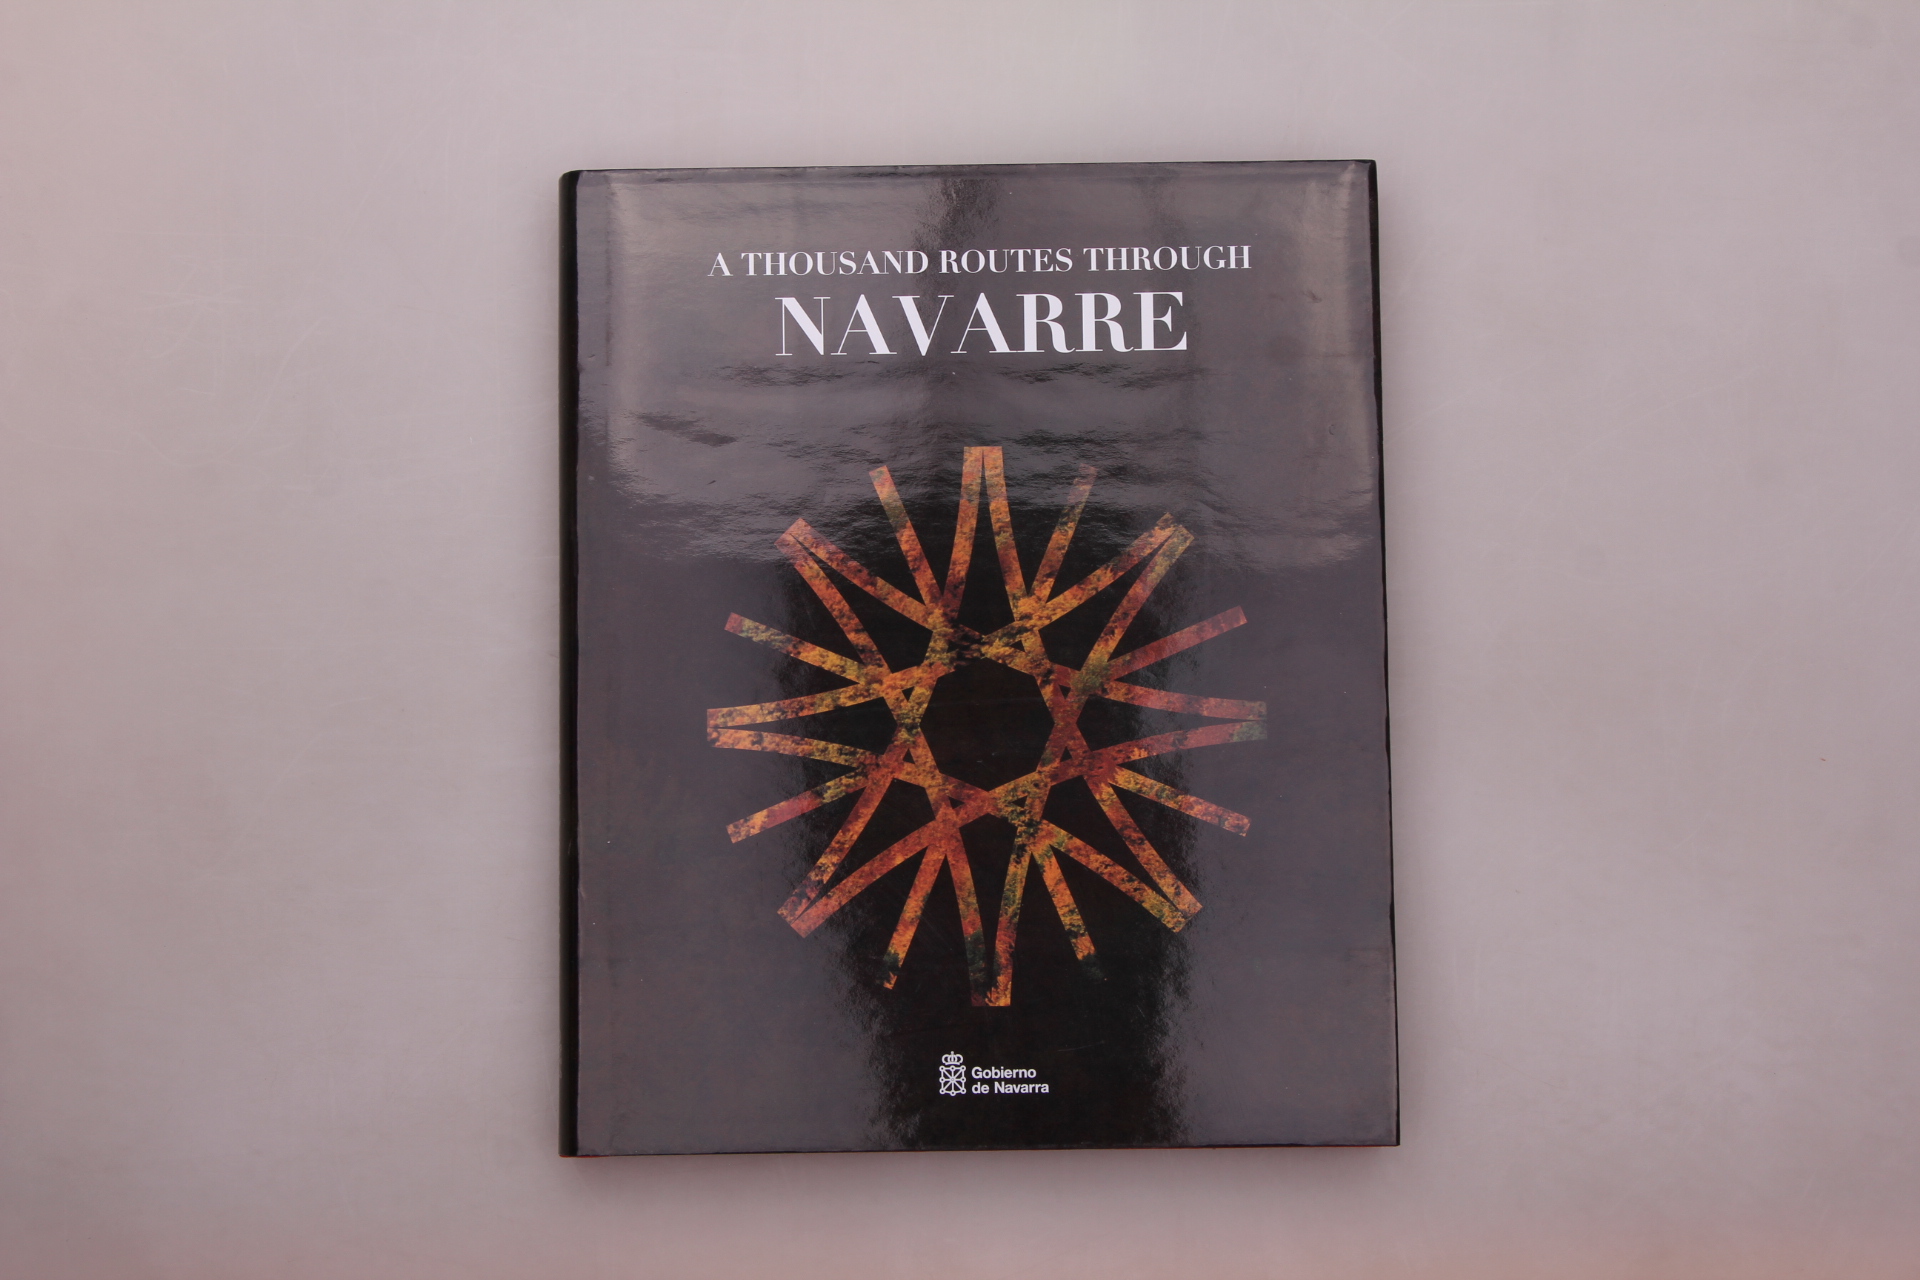 A THOUSAND ROUTES THROUGH
NAVARRE
Gobierno
de Navarra